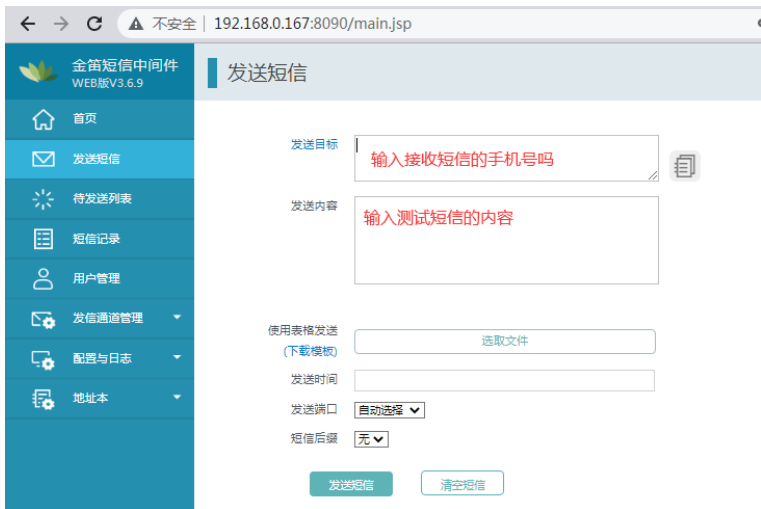 不安全 | 192.168.0.167:8090/main.jsp
金笛短信中间件
WEB版V3.6.9
首页
发送短信
待发送列表
短信记录
用户管理
发信通道管理
配置与日志
地址本
发送短信
发送目标
输入接收短信的手机号吗
发送内容
输入测试短信的内容
使用表格发送
(下载模板)
选取文件
发送时间
发送端口
自动选择
短信后缀
无
发送短信
清空短信